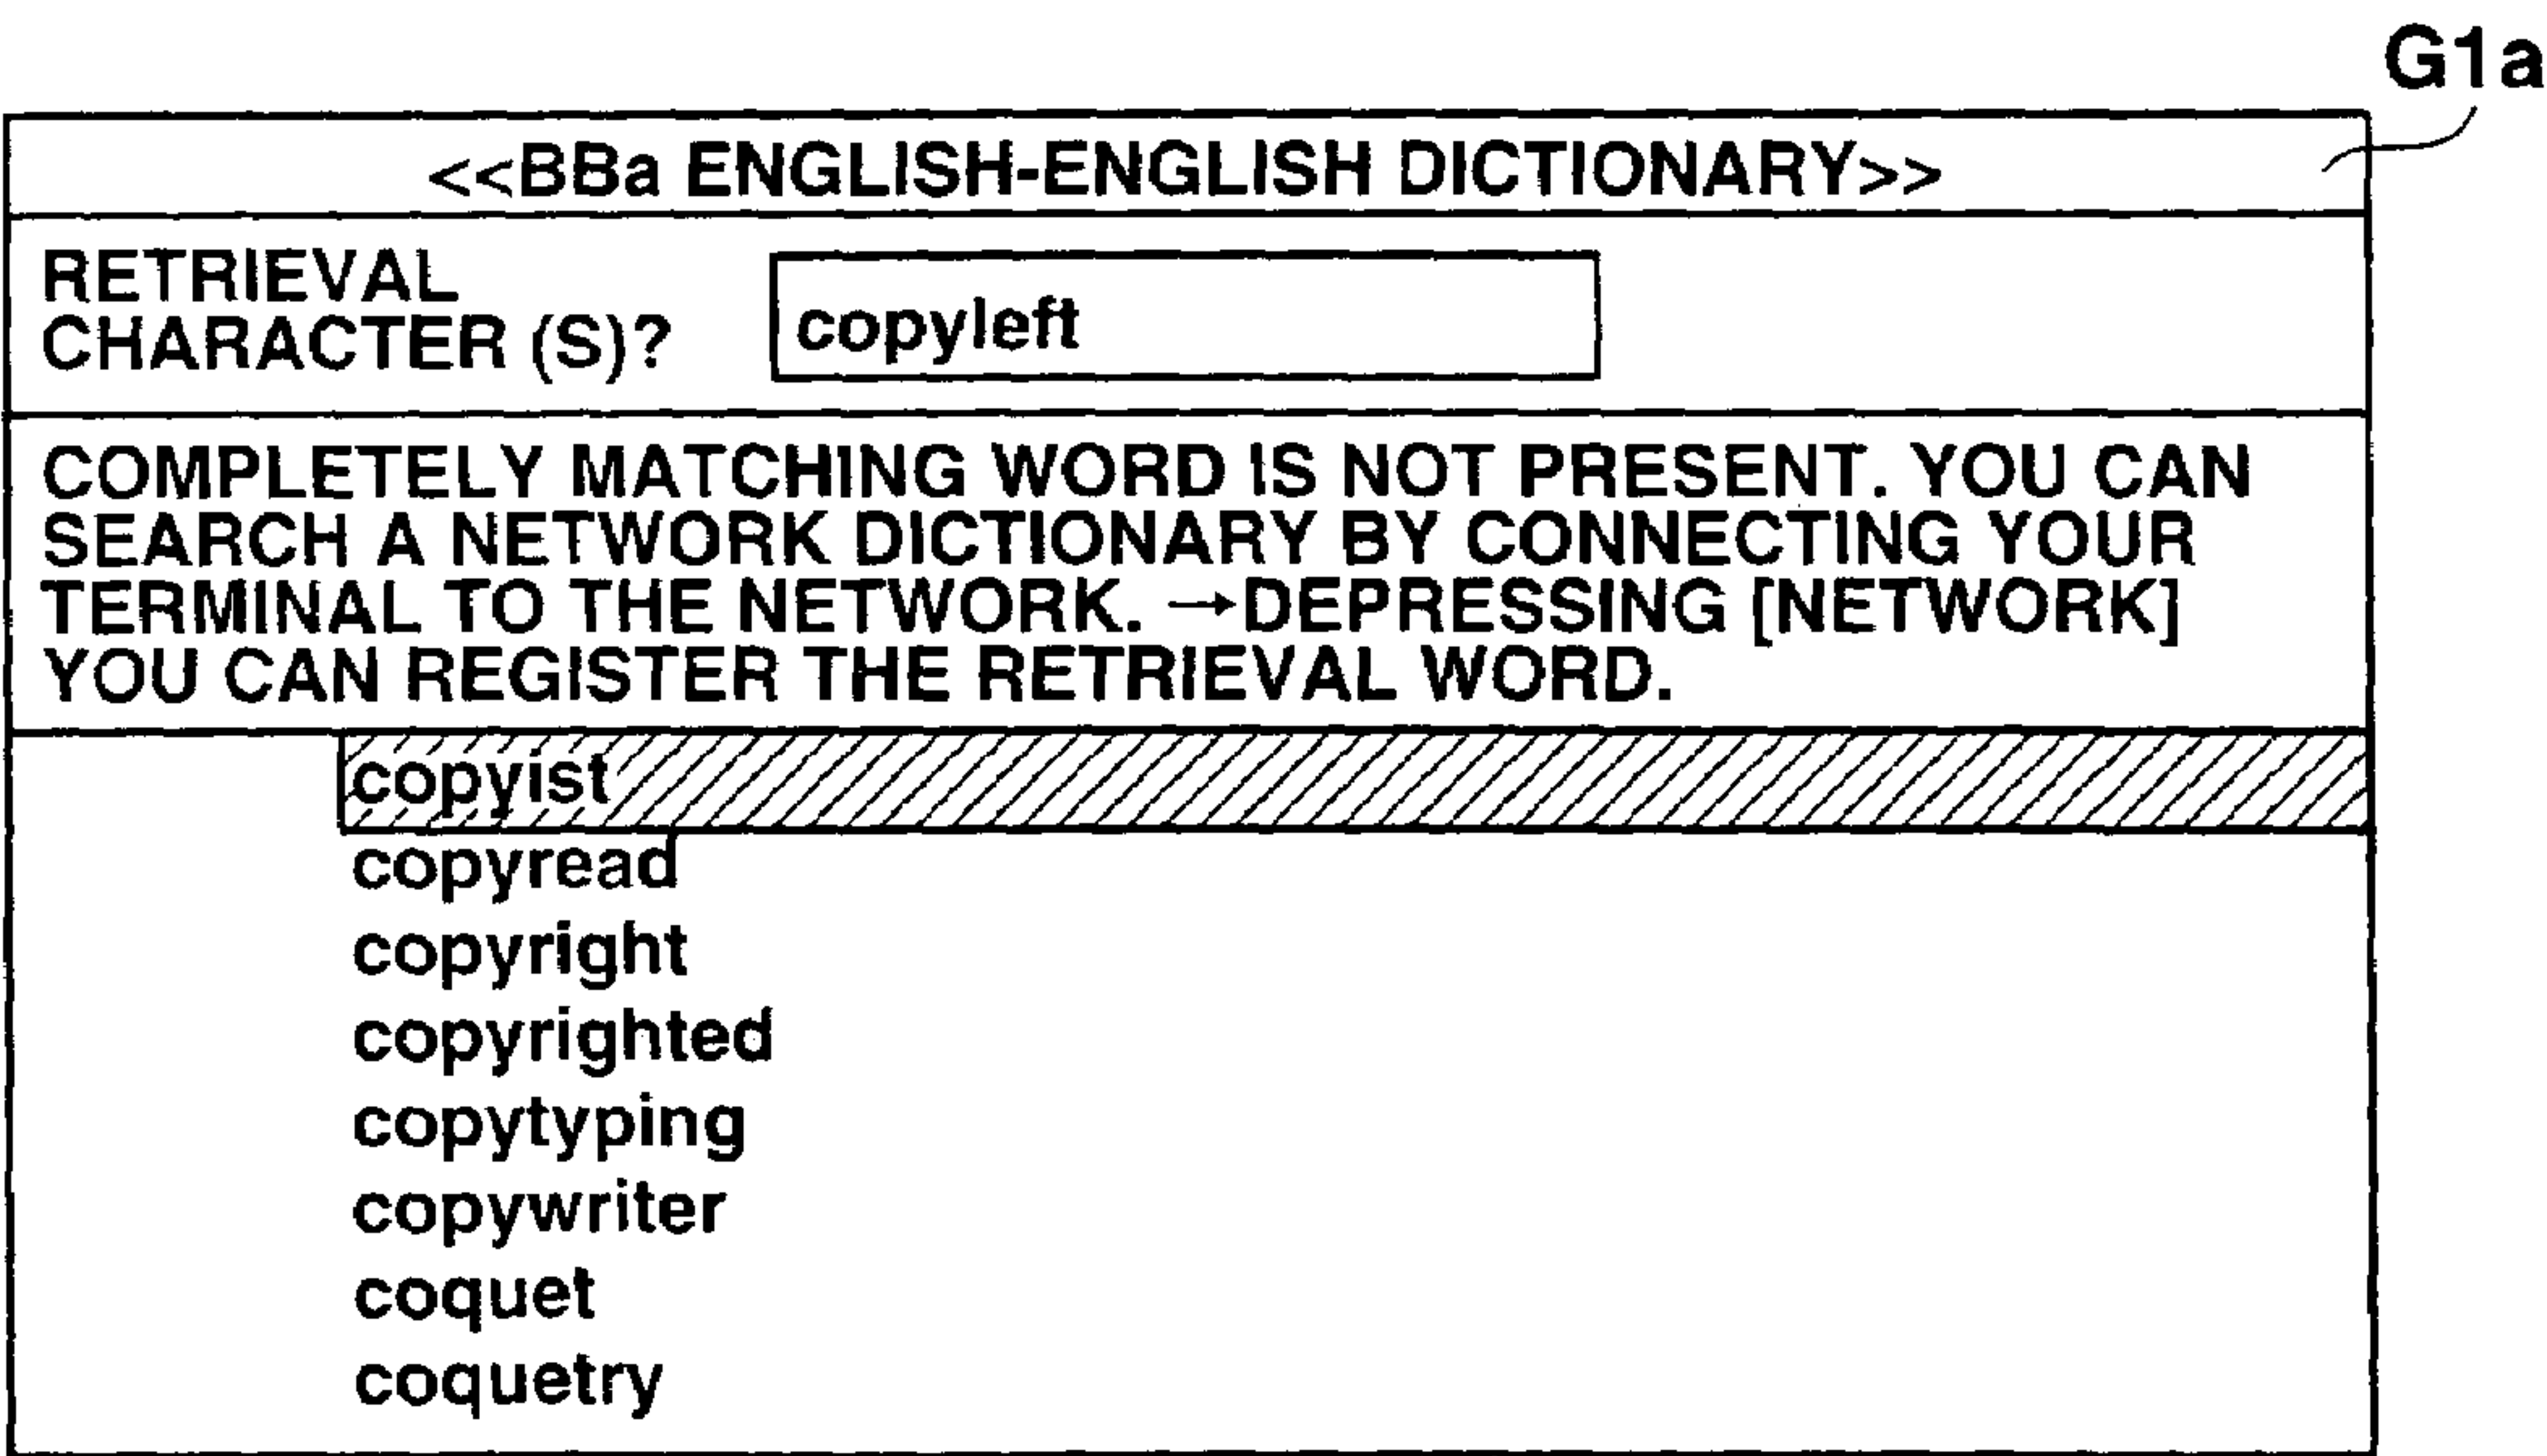 G1a
<<BBa ENGLISH-ENGLISH DICTIONARY>>
RETRIEVAL
CHARACTER (S)?
copyleft
COMPLETELY MATCHING WORD IS NOT PRESENT. YOU CAN
SEARCH A NETWORK DICTIONARY BY CONNECTING YOUR
TERMINAL TO THE NETWORK. →DEPRESSING [NETWORK]
YOU CAN REGISTER THE RETRIEVAL WORD.
copyist
copyread
copyright
copyrighted
copytyping
copywriter
coquet
coquetry